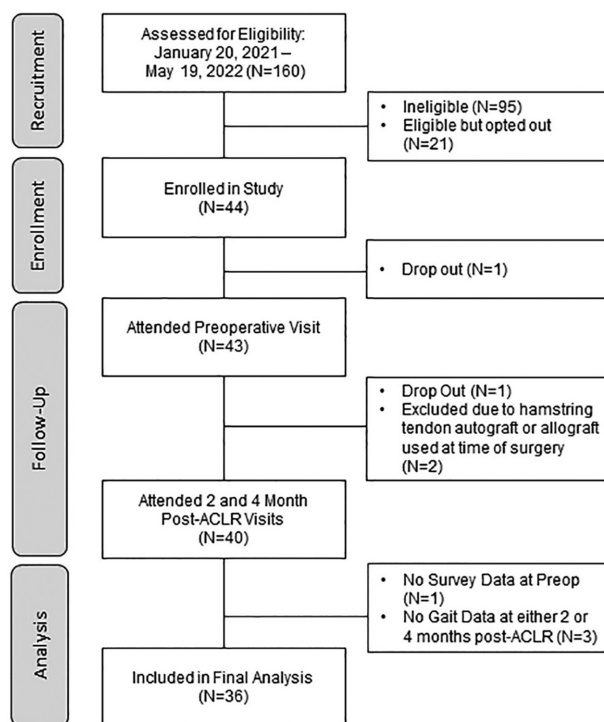 Recruitment
Assessed for Eligibility:
January 20, 2021 –
May 19, 2022 (N=160)
• Ineligible (N=95)
• Eligible but opted out
(N=21)
Enrollment
Enrolled in Study
(N=44)
• Drop out (N=1)
Follow-Up
Attended Preoperative Visit
(N=43)
• Drop Out (N=1)
• Excluded due to hamstring
tendon autograft or allograft
used at time of surgery
(N=2)
Attended 2 and 4 Month
Post-ACLR Visits
(N=40)
Analysis
• No Survey Data at Preop
(N=1)
• No Gait Data at either 2 or
4 months post-ACLR (N=3)
Included in Final Analysis
(N=36)